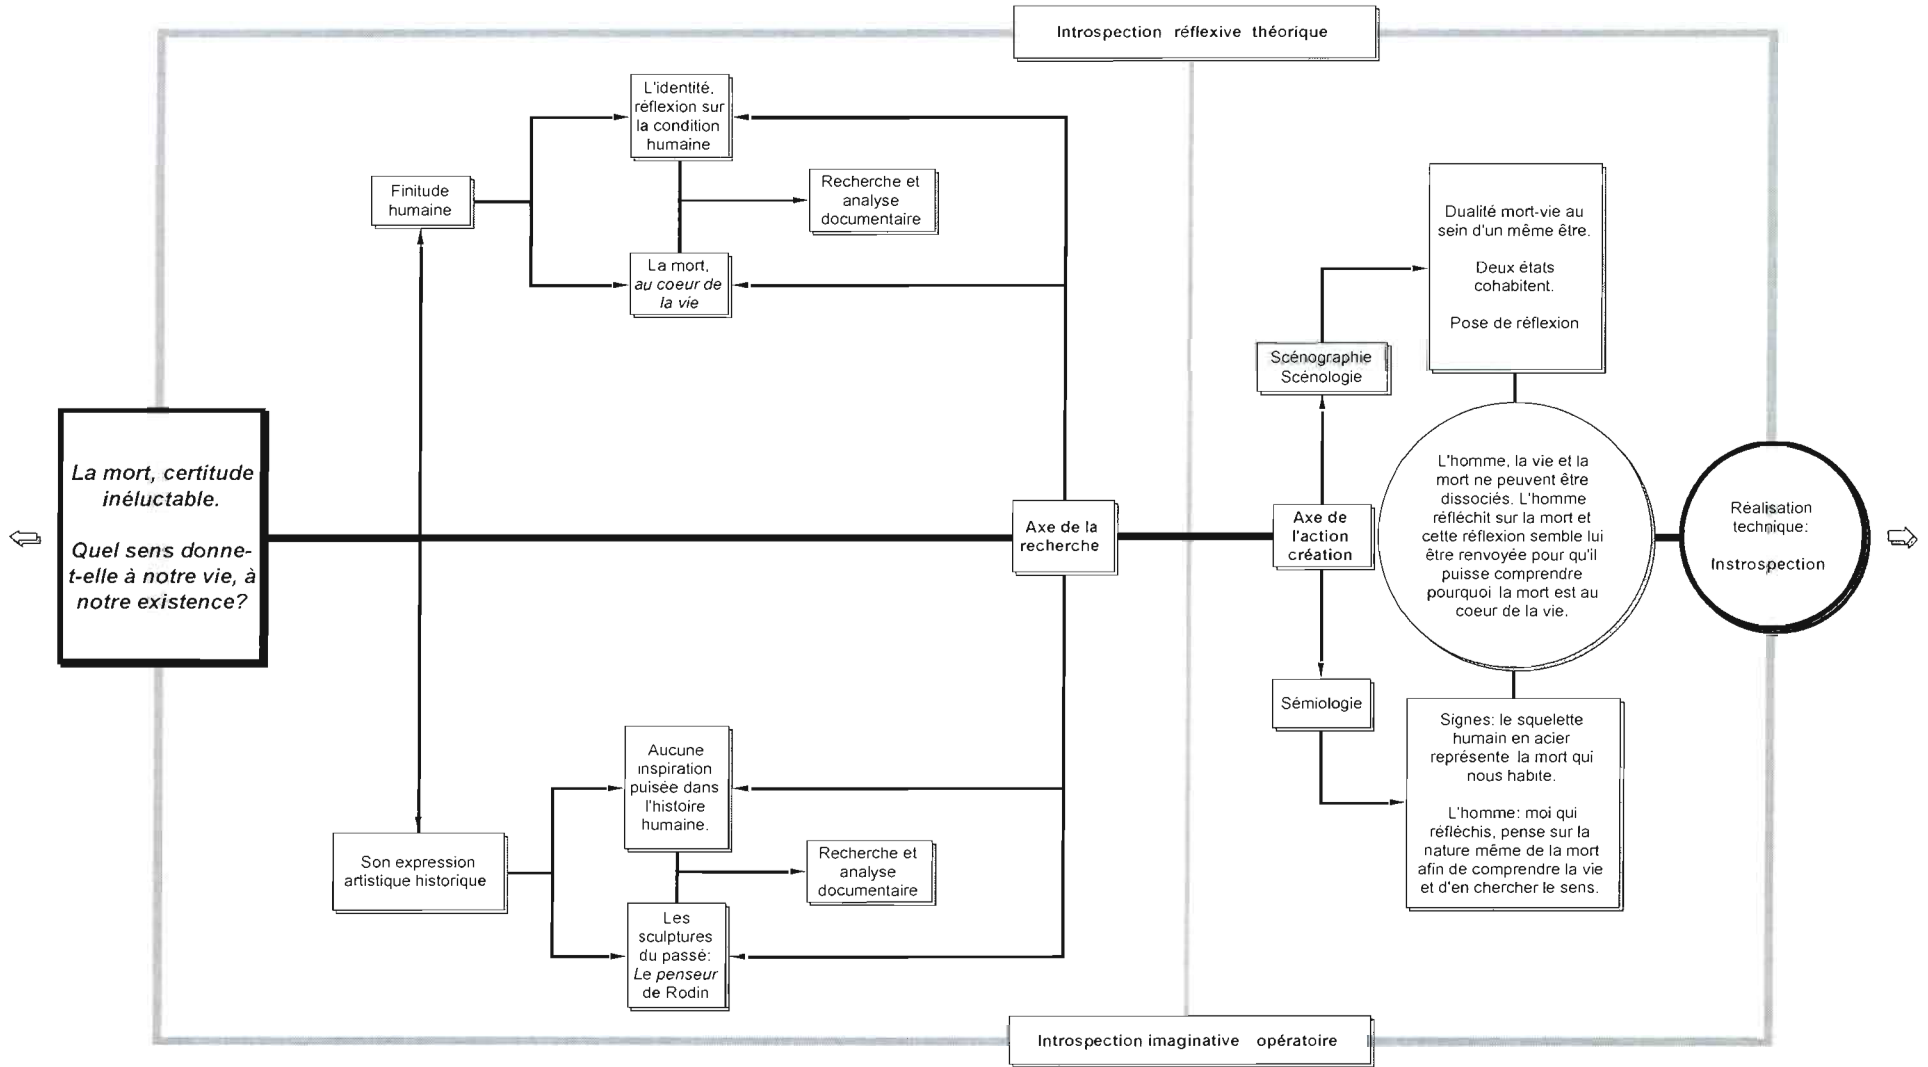 Introspection réflexive théorique
L'identité,
réflexion sur
la condition
humaine
Finitude
humaine
Recherche et
analyse
documentaire
La mort,
au coeur de
la vie
Dualité mort-vie au
sein d'un même être.
Deux états
cohabitent.
Pose de réflexion
Scénographie
Scénologie
La mort, certitude
inéluctable.
Quel sens donne-
t-elle à notre vie, à
notre existence?
Axe de la
recherche
Axe de
l'action
création
L'homme, la vie et la
mort ne peuvent être
dissociés. L'homme
réfléchit sur la mort et
cette réflexion semble lui
être renvoyée pour qu'il
puisse comprendre
pourquoi la mort est au
coeur de la vie.
Réalisation
technique:
Instrospection
Sémiologie
Aucune
inspiration
puisée dans
l'histoire
humaine.
Son expression
artistique historique
Recherche et
analyse
documentaire
Les
sculptures
du passé:
Le penseur
de Rodin
Signes: le squelette
humain en acier
représente la mort qui
nous habite.
L'homme: moi qui
réfléchis, pense sur la
nature même de la mort
afin de comprendre la vie
et d'en chercher le sens.
Introspection imaginative opératoire